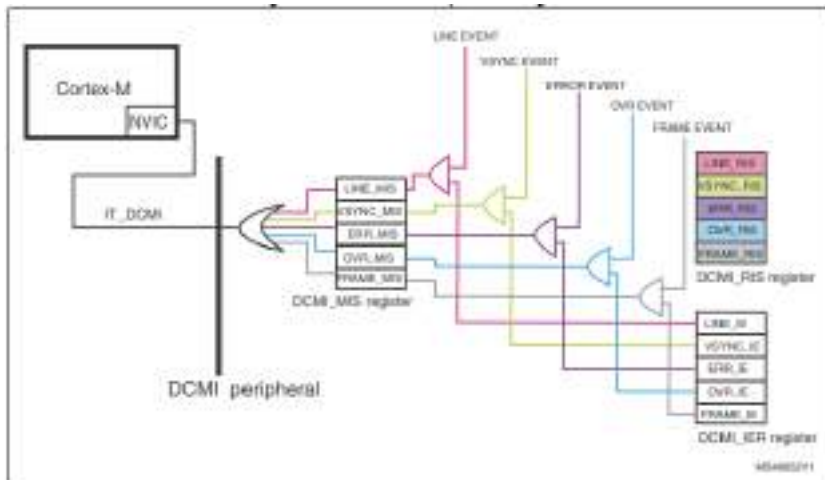 LINE EVENT
VSYNC EVENT
ERROR EVENT
OVR EVENT
FRAME EVENT
Cortex-M
NVIC
IT_DCMI
LINE_MIS
VSYNC_MIS
ERR_MIS
OVR_MIS
FRAME_MIS
DCMI_MIS register
LINE_RIS
VSYNC_RIS
ERR_RIS
OVR_RIS
FRAME_RIS
DCMI_RIS register
LINE_IE
VSYNC_IE
ERR_IE
OVR_IE
FRAME_IE
DCMI_IER register
DCMI peripheral